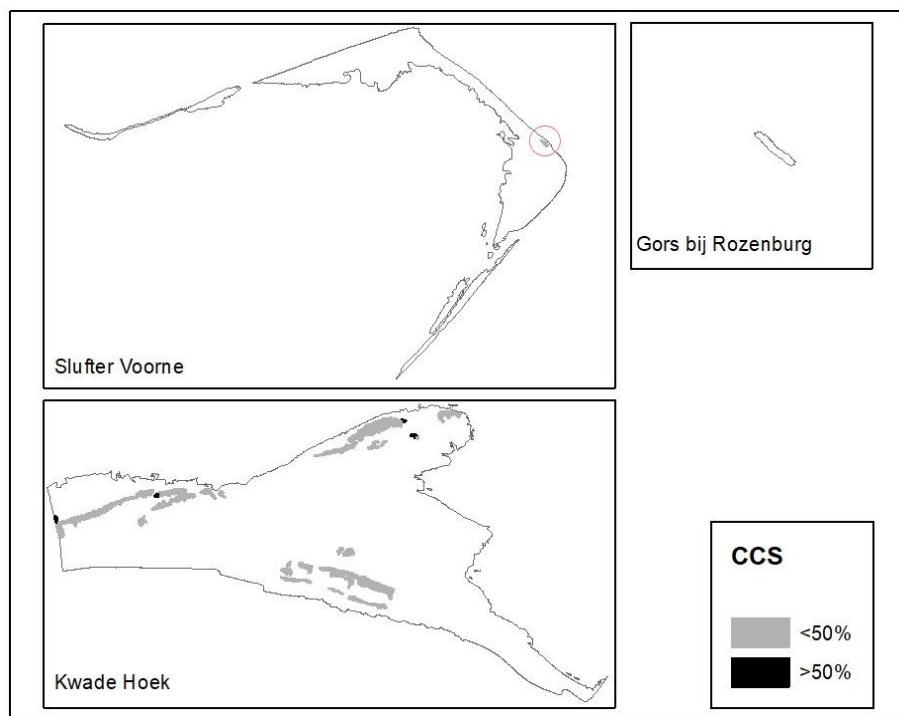 Slufter Voorne
Gors bij Rozenburg
Kwade Hoek
CCS
<50%
>50%